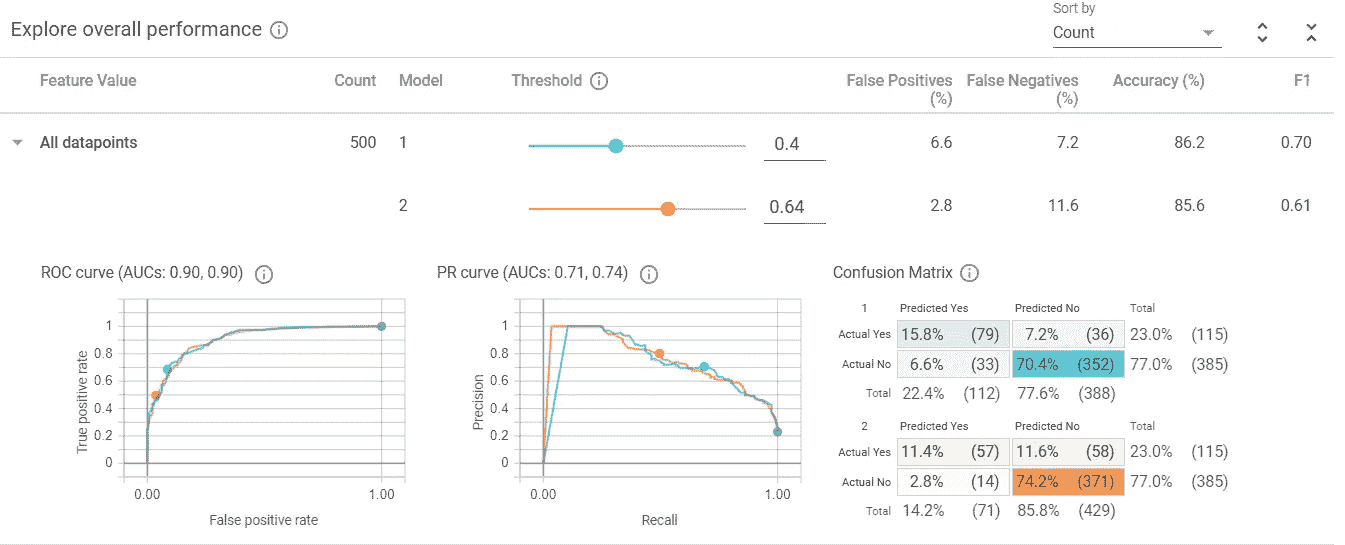 Sort by
Explore overall performance
Count
Feature Value Count Model Threshold False Positives (%) False Negatives (%) Accuracy (%) F1
All datapoints 500 1 0.4 6.6 7.2 86.2 0.70
2 0.64 2.8 11.6 85.6 0.61
ROC curve (AUCs: 0.90, 0.90)
True positive rate
1
0.8
0.6
0.4
0.2
0
0.00 1.00
False positive rate
PR curve (AUCs: 0.71, 0.74)
Precision
1
0.8
0.6
0.4
0.2
0
0.00 1.00
Recall
Confusion Matrix
1 Predicted Yes Predicted No Total
Actual Yes 15.8% (79) 7.2% (36) 23.0% (115)
Actual No 6.6% (33) 70.4% (352) 77.0% (385)
Total 22.4% (112) 77.6% (388)
2 Predicted Yes Predicted No Total
Actual Yes 11.4% (57) 11.6% (58) 23.0% (115)
Actual No 2.8% (14) 74.2% (371) 77.0% (385)
Total 14.2% (71) 85.8% (429)